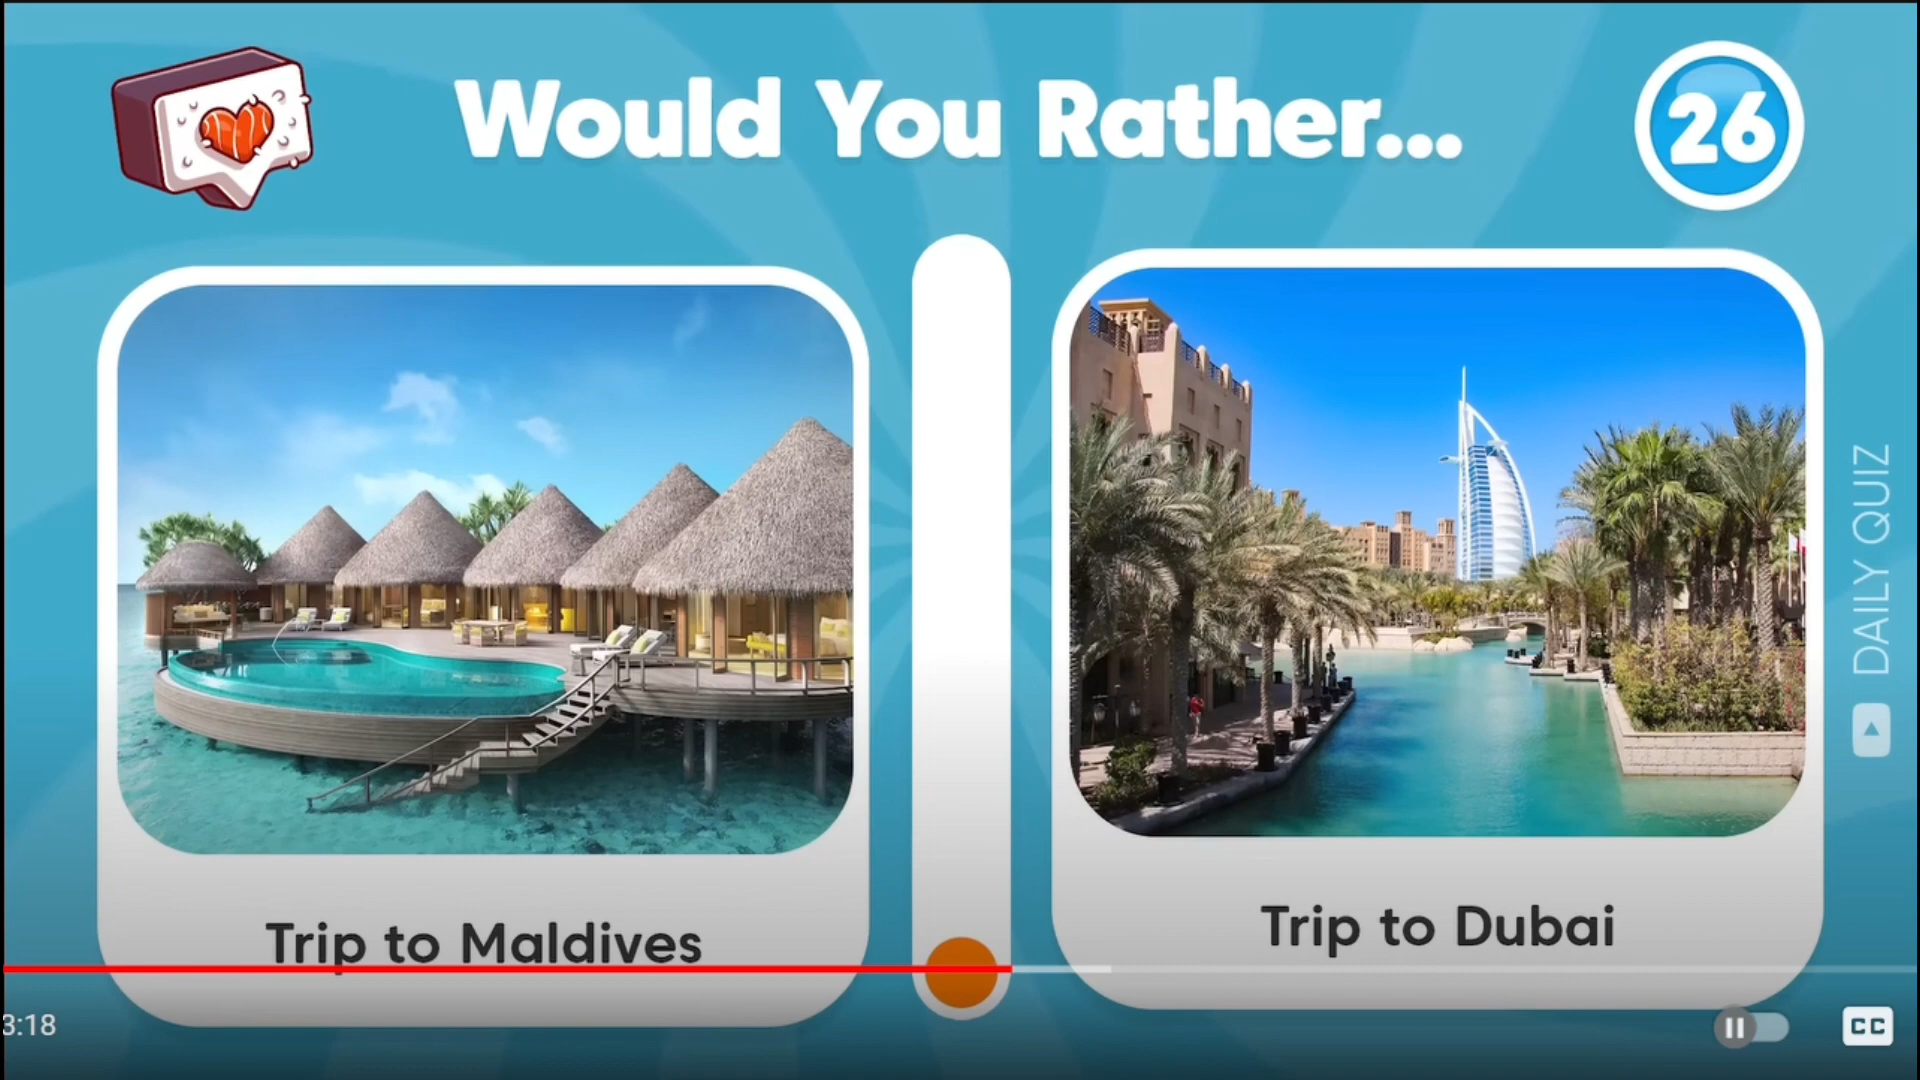 Would You Rather...
26
Trip to Maldives
Trip to Dubai
DAILY QUIZ
3:18
CC